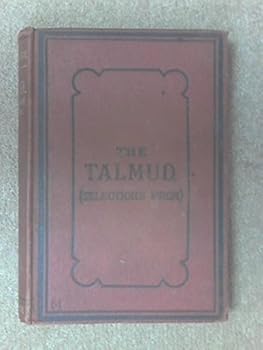 THE
TALMUD
(SELECTIONS FROM)